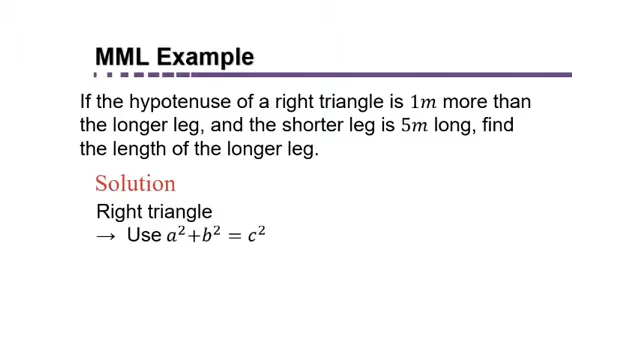 MML Example
If the hypotenuse of a right triangle is 1m more than
the longer leg, and the shorter leg is 5m long, find
the length of the longer leg.
Solution
Right triangle
→ Use a²+b² = c²